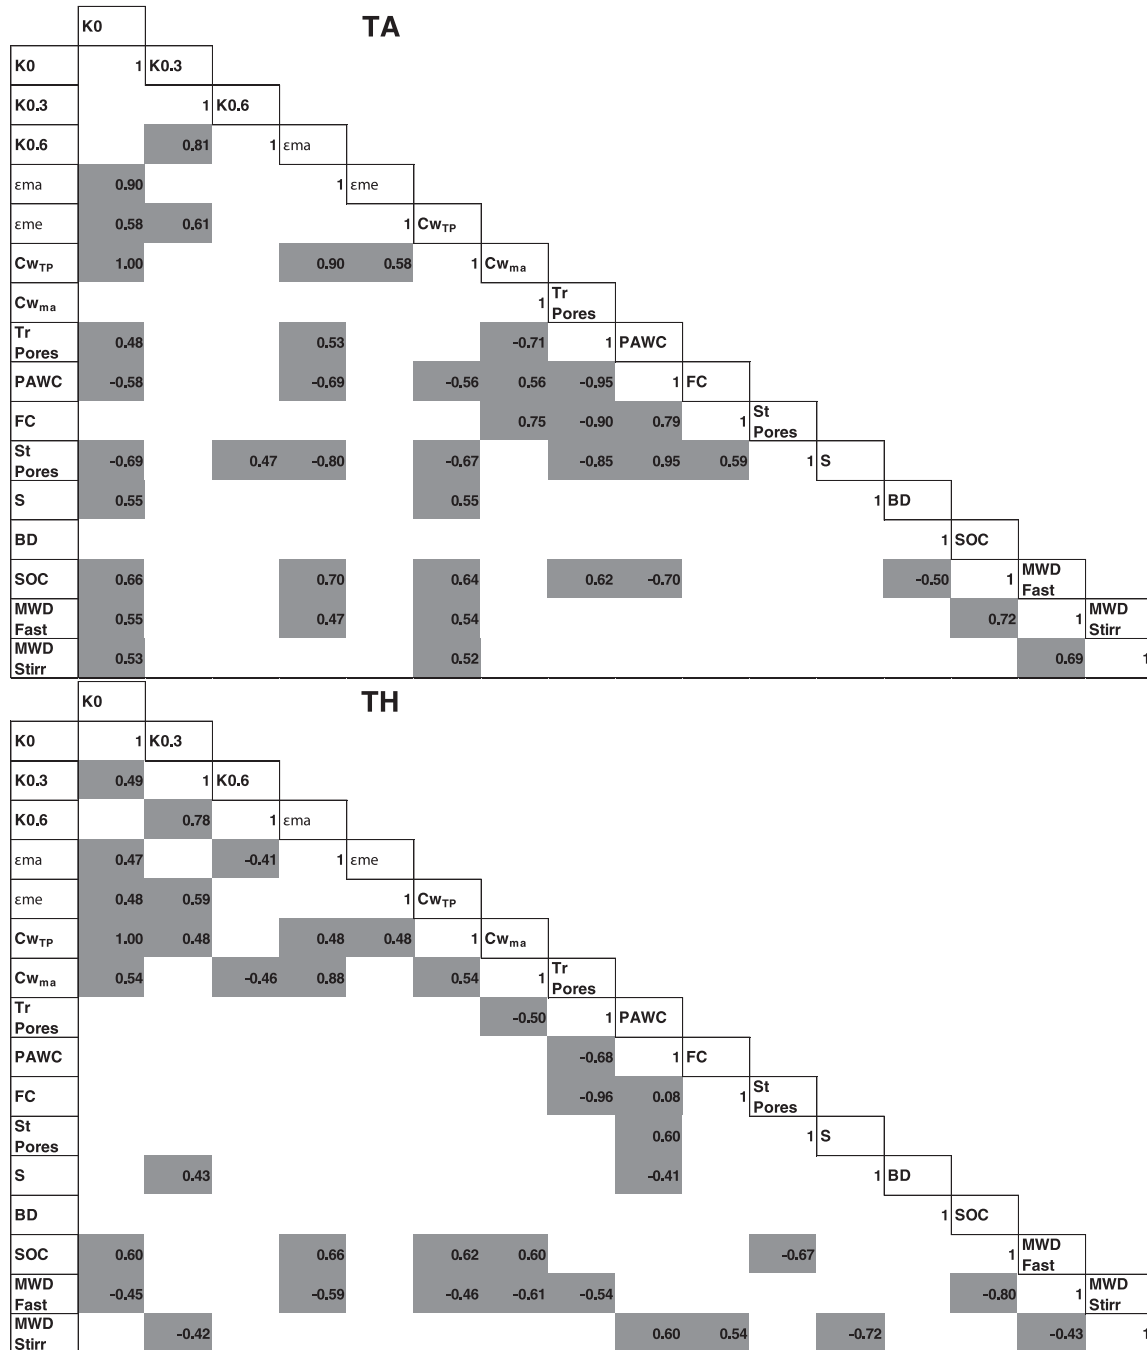 K0
TA
K0 1 K0.3
K0.3 1 K0.6
K0.6 0.81 1 εma
εma 0.90 1 εme
εme 0.58 0.61 1 CwTP
CwTP 1.00 0.90 0.58 1 Cwma
Cwma 1 Tr Pores
Tr Pores 0.48 0.53 -0.71 1 PAWC
PAWC -0.58 -0.69 -0.56 0.56 -0.95 1 FC
FC 0.75 -0.90 0.79 1 St Pores
St Pores -0.69 0.47 -0.80 -0.67 -0.85 0.95 0.59 1 S
S 0.55 0.55 1 BD
BD 1 SOC
SOC 0.66 0.70 0.64 0.62 -0.70 -0.50 1 MWD Fast
MWD Fast 0.55 0.47 0.54 0.72 1 MWD Stirr
MWD Stirr 0.53 0.52 0.69 1
K0
TH
K0 1 K0.3
K0.3 0.49 1 K0.6
K0.6 0.78 1 εma
εma 0.47 -0.41 1 εme
εme 0.48 0.59 1 CwTP
CwTP 1.00 0.48 0.48 0.48 1 Cwma
Cwma 0.54 -0.46 0.88 0.54 1 Tr Pores
Tr Pores -0.50 1 PAWC
PAWC -0.68 1 FC
FC -0.96 0.08 1 St Pores
St Pores 0.60 1 S
S 0.43 -0.41 1 BD
BD 1 SOC
SOC 0.60 0.66 0.62 0.60 -0.67 1 MWD Fast
MWD Fast -0.45 -0.59 -0.46 -0.61 -0.54 -0.80 1 MWD Stirr
MWD Stirr -0.42 0.60 0.54 -0.72 -0.43 1